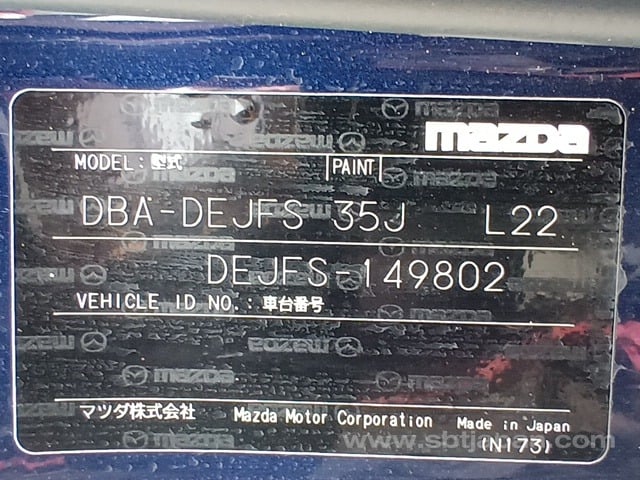 mazda
MODEL: 型式 PAINT
DBA-DEJFS 35J L22
DEJFS-149802
VEHICLE ID NO.: 車台番号
マツダ株式会社 Mazda Motor Corporation Made in Japan
(N173)
www.sbtjapan.com